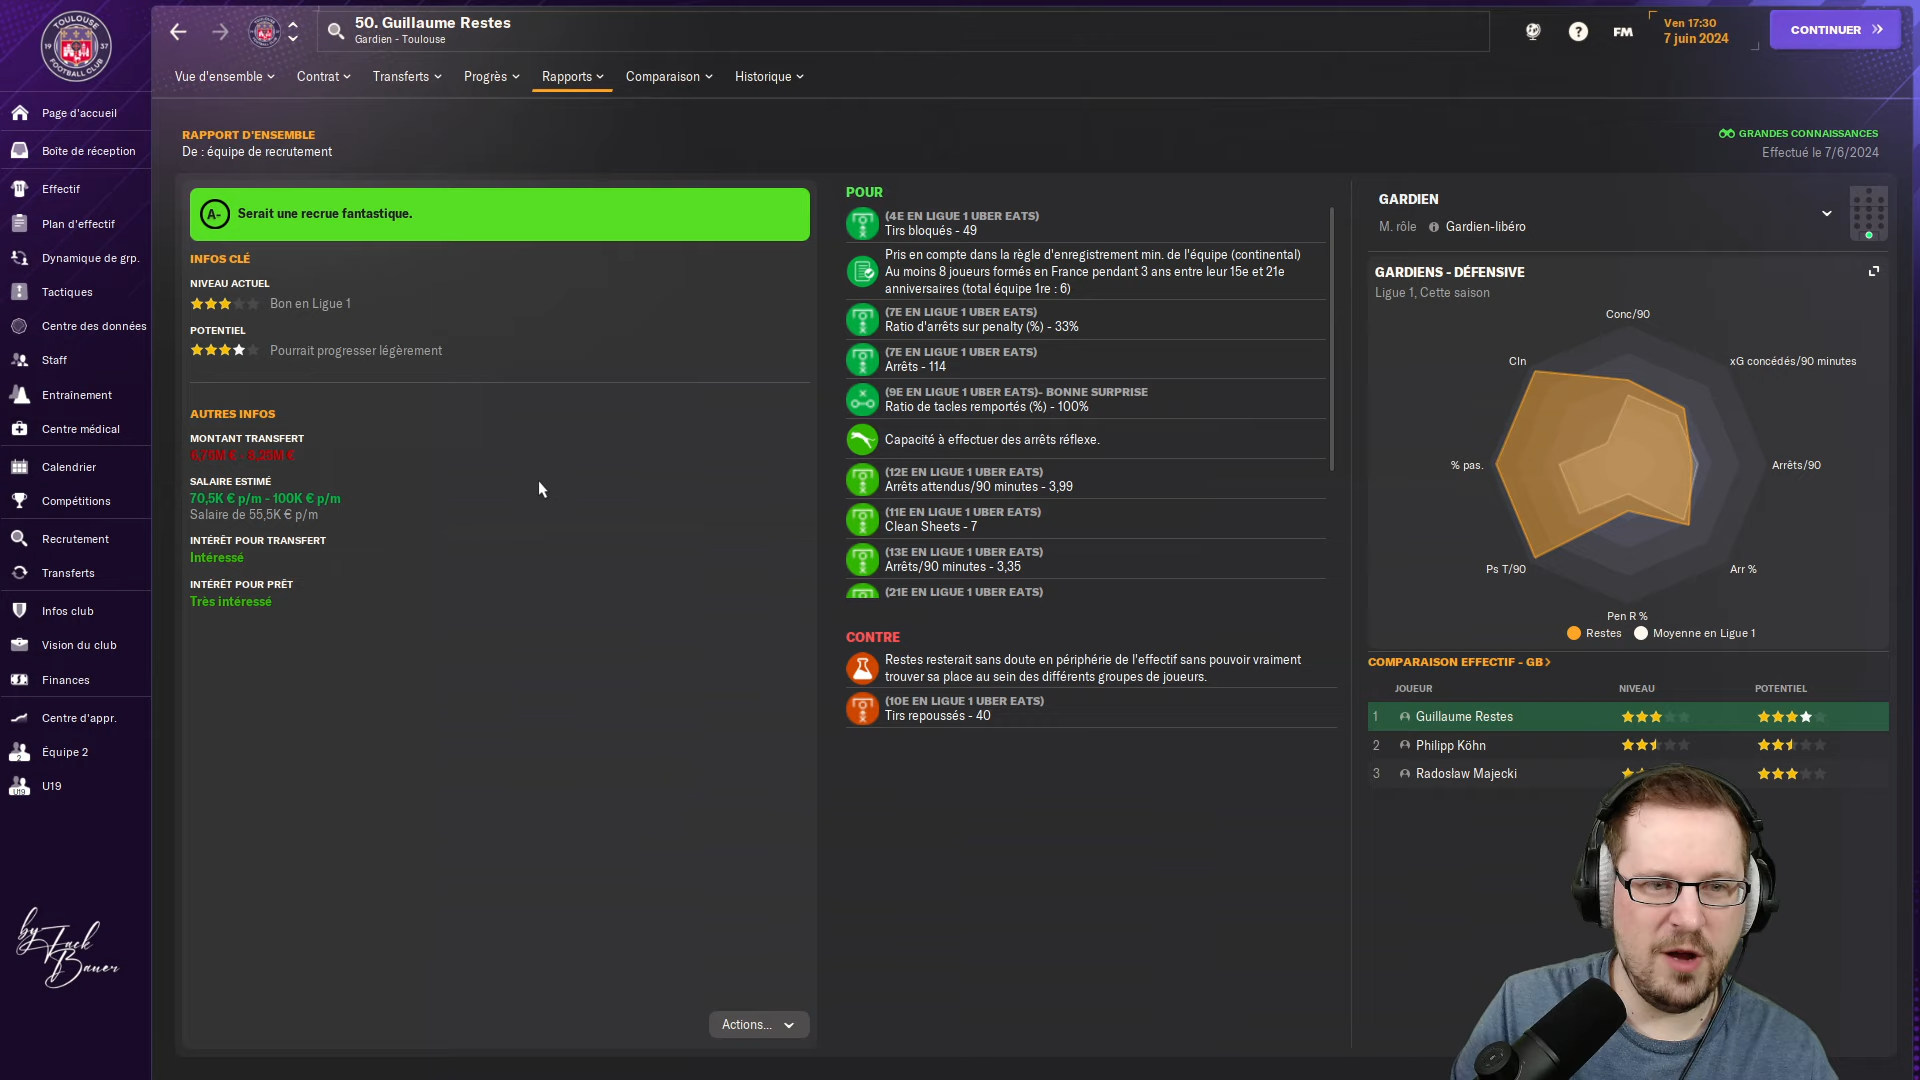 TOULOUSE
19 37
FOOTBALL CLUB
50. Guillaume Restes
Gardien - Toulouse
FM
Ven 17:30
7 juin 2024
CONTINUER
Vue d'ensemble
Contrat
Transferts
Progrès
Rapports
Comparaison
Historique
Page d'accueil
Boîte de réception
Effectif
Plan d'effectif
Dynamique de grp.
Tactiques
Centre des données
Staff
Entraînement
Centre médical
Calendrier
Compétitions
Recrutement
Transferts
Infos club
Vision du club
Finances
Centre d'appr.
Équipe 2
U19
by Jack
Bauer
RAPPORT D'ENSEMBLE
De : équipe de recrutement
GRANDES CONNAISSANCES
Effectué le 7/6/2024
A- Serait une recrue fantastique.
INFOS CLÉ
NIVEAU ACTUEL
Bon en Ligue 1
POTENTIEL
Pourrait progresser légèrement
AUTRES INFOS
MONTANT TRANSFERT
6,75M € - 8,25M €
SALAIRE ESTIMÉ
70,5K € p/m - 100K € p/m
Salaire de 55,5K € p/m
INTÉRÊT POUR TRANSFERT
Intéressé
INTÉRÊT POUR PRÊT
Très intéressé
Actions...
POUR
(4E EN LIGUE 1 UBER EATS)
Tirs bloqués - 49
Pris en compte dans la règle d'enregistrement min. de l'équipe (continental)
Au moins 8 joueurs formés en France pendant 3 ans entre leur 15e et 21e
anniversaires (total équipe 1re : 6)
(7E EN LIGUE 1 UBER EATS)
Ratio d'arrêts sur penalty (%) - 33%
(7E EN LIGUE 1 UBER EATS)
Arrêts - 114
(9E EN LIGUE 1 UBER EATS)- BONNE SURPRISE
Ratio de tacles remportés (%) - 100%
Capacité à effectuer des arrêts réflexe.
(12E EN LIGUE 1 UBER EATS)
Arrêts attendus/90 minutes - 3,99
(11E EN LIGUE 1 UBER EATS)
Clean Sheets - 7
(13E EN LIGUE 1 UBER EATS)
Arrêts/90 minutes - 3,35
(21E EN LIGUE 1 UBER EATS)
CONTRE
Restes resterait sans doute en périphérie de l'effectif sans pouvoir vraiment
trouver sa place au sein des différents groupes de joueurs.
(10E EN LIGUE 1 UBER EATS)
Tirs repoussés - 40
GARDIEN
M. rôle Gardien-libéro
GARDIENS - DÉFENSIVE
Ligue 1, Cette saison
Conc/90
Cln
xG concédés/90 minutes
% pas.
Arrêts/90
Ps T/90
Arr %
Pen R %
Restes
Moyenne en Ligue 1
COMPARAISON EFFECTIF - GB
JOUEUR NIVEAU POTENTIEL
1 Guillaume Restes
2 Philipp Köhn
3 Radoslaw Majecki